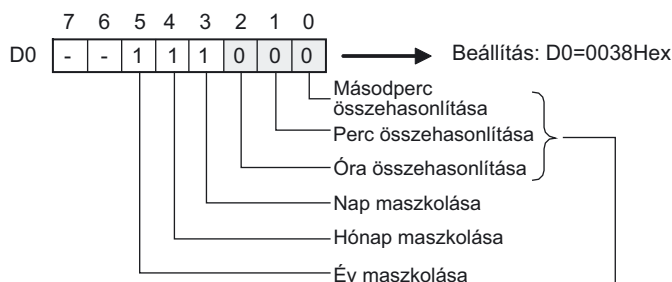 7 6 5 4 3 2 1 0
D0 - - 1 1 1 0 0 0 Beállítás: D0=0038Hex
Másodperc
összehasonlítása
Perc összehasonlítása
Óra összehasonlítása
Nap maszkolása
Hónap maszkolása
Év maszkolása